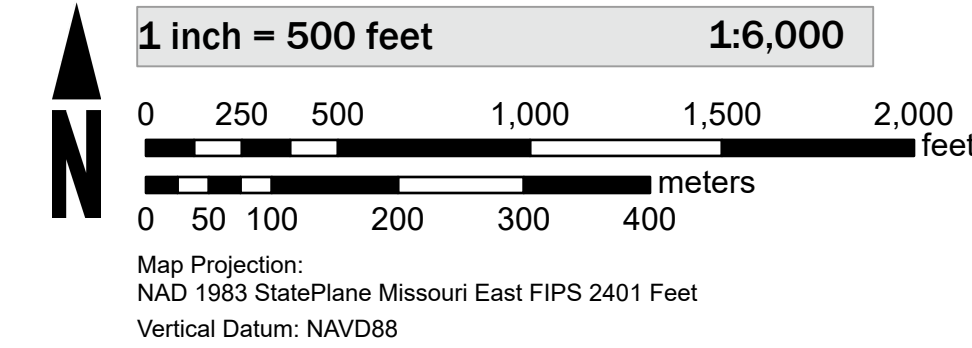 1 inch = 500 feet 1:6,000
0 250 500 1,000 1,500 2,000
feet
meters
0 50 100 200 300 400
N
Map Projection:
NAD 1983 StatePlane Missouri East FIPS 2401 Feet
Vertical Datum: NAVD88